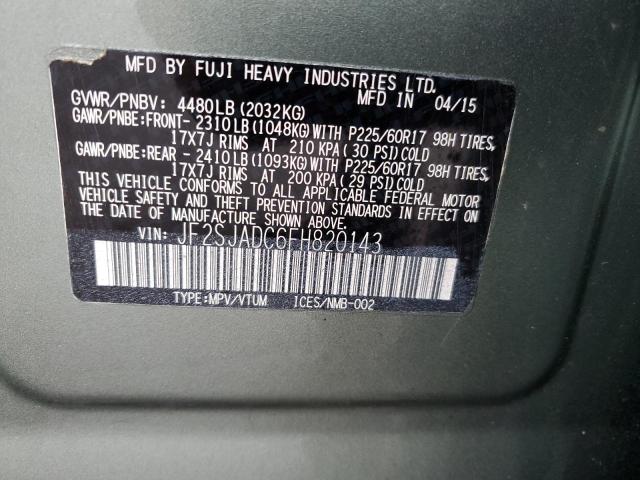 MFD BY FUJI HEAVY INDUSTRIES LTD.
MFD IN 04/15
GVWR/PNBV: 4480LB(2032KG)
GAWR/PNBE:FRONT- 2310LB(1048KG)WITH P225/60R17 98H TIRES,
17X7J RIMS AT 210 KPA( 30 PSI)COLD
GAWR/PNBE:REAR - 2410LB(1093KG)WITH P225/60R17 98H TIRES,
17X7J RIMS AT 200 KPA( 29 PSI)COLD
THIS VEHICLE CONFORMS TO ALL APPLICABLE FEDERAL MOTOR
VEHICLE SAFETY AND THEFT PREVENTION STANDARDS IN EFFECT ON
THE DATE OF MANUFACTURE SHOWN ABOVE.
VIN: JF2SJADC6FH820143
TYPE:MPV/VTUM ICES/NMB-002